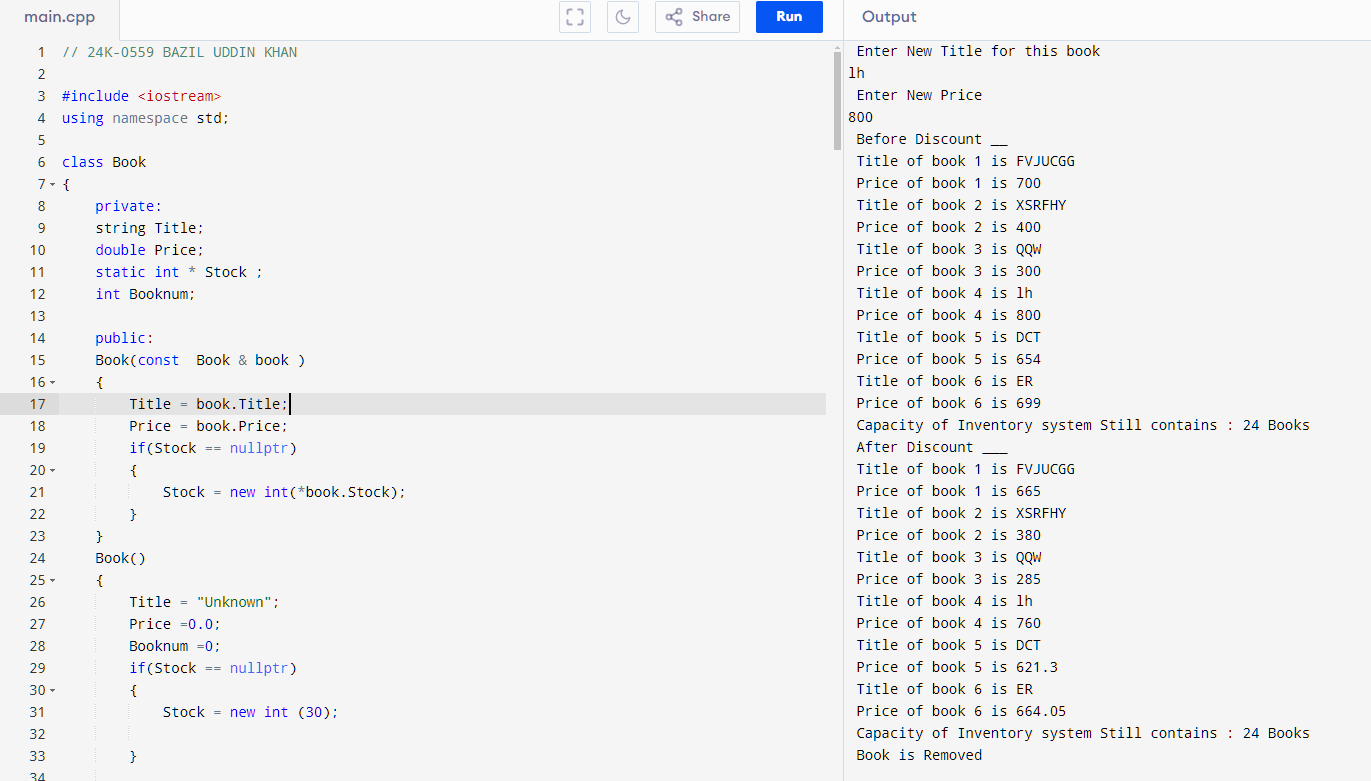 main.cpp
Share
Run
Output
1 // 24K-0559 BAZIL UDDIN KHAN
2
3 #include <iostream>
4 using namespace std;
5
6 class Book
7 {
8 private:
9 string Title;
10 double Price;
11 static int * Stock ;
12 int Booknum;
13
14 public:
15 Book(const  Book & book )
16 {
17 Title = book.Title;
18 Price = book.Price;
19 if(Stock == nullptr)
20 {
21 Stock = new int(*book.Stock);
22 }
23 }
24 Book()
25 {
26 Title = "Unknown";
27 Price =0.0;
28 Booknum =0;
29 if(Stock == nullptr)
30 {
31 Stock = new int (30);
32
33 }
34
Enter New Title for this book
lh
Enter New Price
800
Before Discount __
Title of book 1 is FVJUCGG
Price of book 1 is 700
Title of book 2 is XSRFHY
Price of book 2 is 400
Title of book 3 is QQW
Price of book 3 is 300
Title of book 4 is lh
Price of book 4 is 800
Title of book 5 is DCT
Price of book 5 is 654
Title of book 6 is ER
Price of book 6 is 699
Capacity of Inventory system Still contains : 24 Books
After Discount ___
Title of book 1 is FVJUCGG
Price of book 1 is 665
Title of book 2 is XSRFHY
Price of book 2 is 380
Title of book 3 is QQW
Price of book 3 is 285
Title of book 4 is lh
Price of book 4 is 760
Title of book 5 is DCT
Price of book 5 is 621.3
Title of book 6 is ER
Price of book 6 is 664.05
Capacity of Inventory system Still contains : 24 Books
Book is Removed